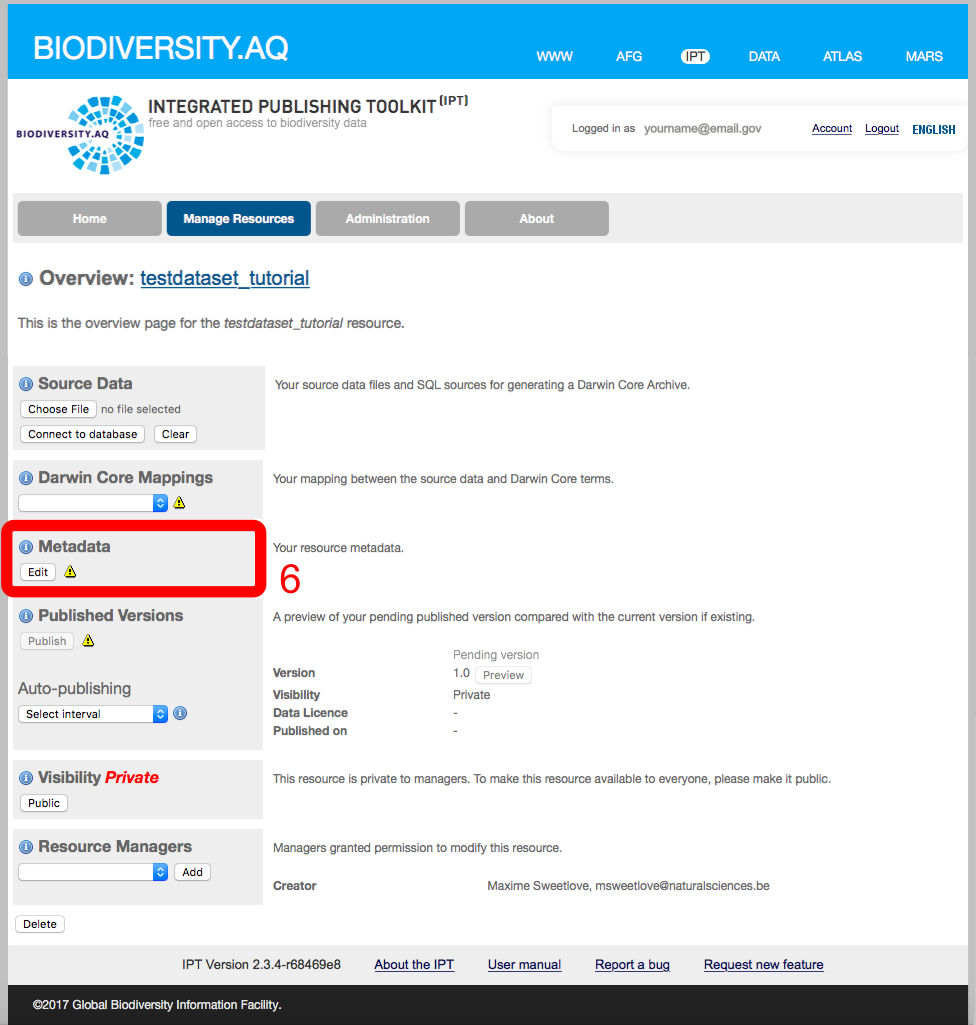 BIODIVERSITY.AQ
WWW AFG IPT DATA ATLAS MARS
BIODIVERSITY.AQ
INTEGRATED PUBLISHING TOOLKIT (IPT)
free and open access to biodiversity data
Logged in as yourname@email.gov Account Logout ENGLISH
Home Manage Resources Administration About
Overview: testdataset_tutorial
This is the overview page for the testdataset_tutorial resource.
Source Data
Your source data files and SQL sources for generating a Darwin Core Archive.
Choose File no file selected
Connect to database Clear
Darwin Core Mappings
Your mapping between the source data and Darwin Core terms.
Metadata
Your resource metadata.
Edit
6
Published Versions
A preview of your pending published version compared with the current version if existing.
Publish
Pending version
Version 1.0 Preview
Visibility Private
Data Licence -
Published on -
Auto-publishing
Select interval
Visibility Private
This resource is private to managers. To make this resource available to everyone, please make it public.
Public
Resource Managers
Managers granted permission to modify this resource.
Add
Creator Maxime Sweetlove, msweetlove@naturalsciences.be
Delete
IPT Version 2.3.4-r68469e8 About the IPT User manual Report a bug Request new feature
©2017 Global Biodiversity Information Facility.